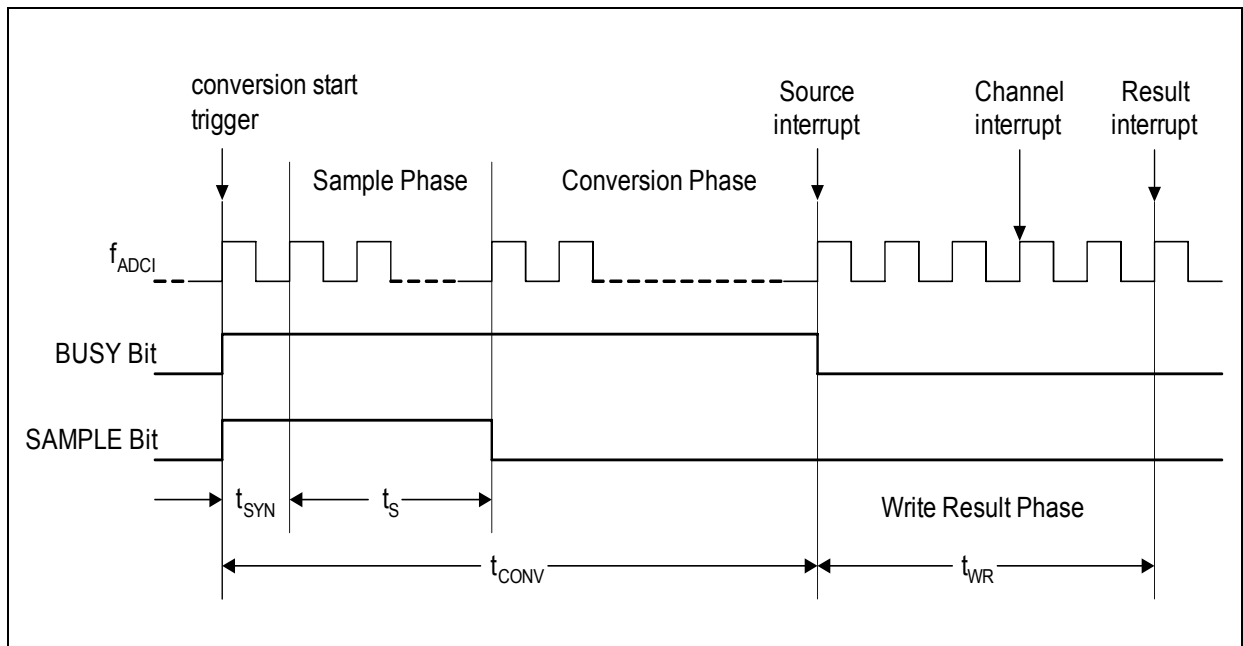 conversion start
trigger
Source
interrupt
Channel
interrupt
Result
interrupt
Sample Phase
Conversion Phase
fADCI
BUSY Bit
SAMPLE Bit
tSYN
tS
Write Result Phase
tCONV
tWR